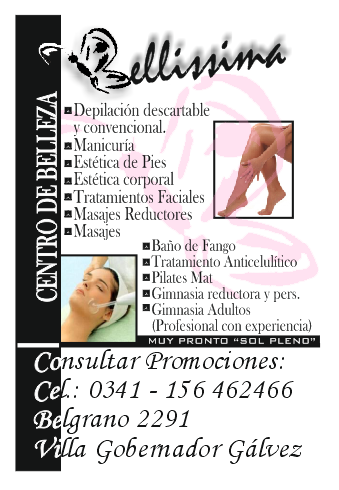 Bellissima
CENTRO DE BELLEZA
Depilación descartable
y convencional.
Manicuría
Estética de Pies
Estética corporal
Tratamientos Faciales
Masajes Reductores
Masajes
Baño de Fango
Tratamiento Anticelulítico
Pilates Mat
Gimnasia reductora y pers.
Gimnasia Adultos
(Profesional con experiencia)
MUY PRONTO “SOL PLENO”
Consultar Promociones:
Cel.: 0341 - 156 462466
Belgrano 2291
Villa Gobernador Gálvez